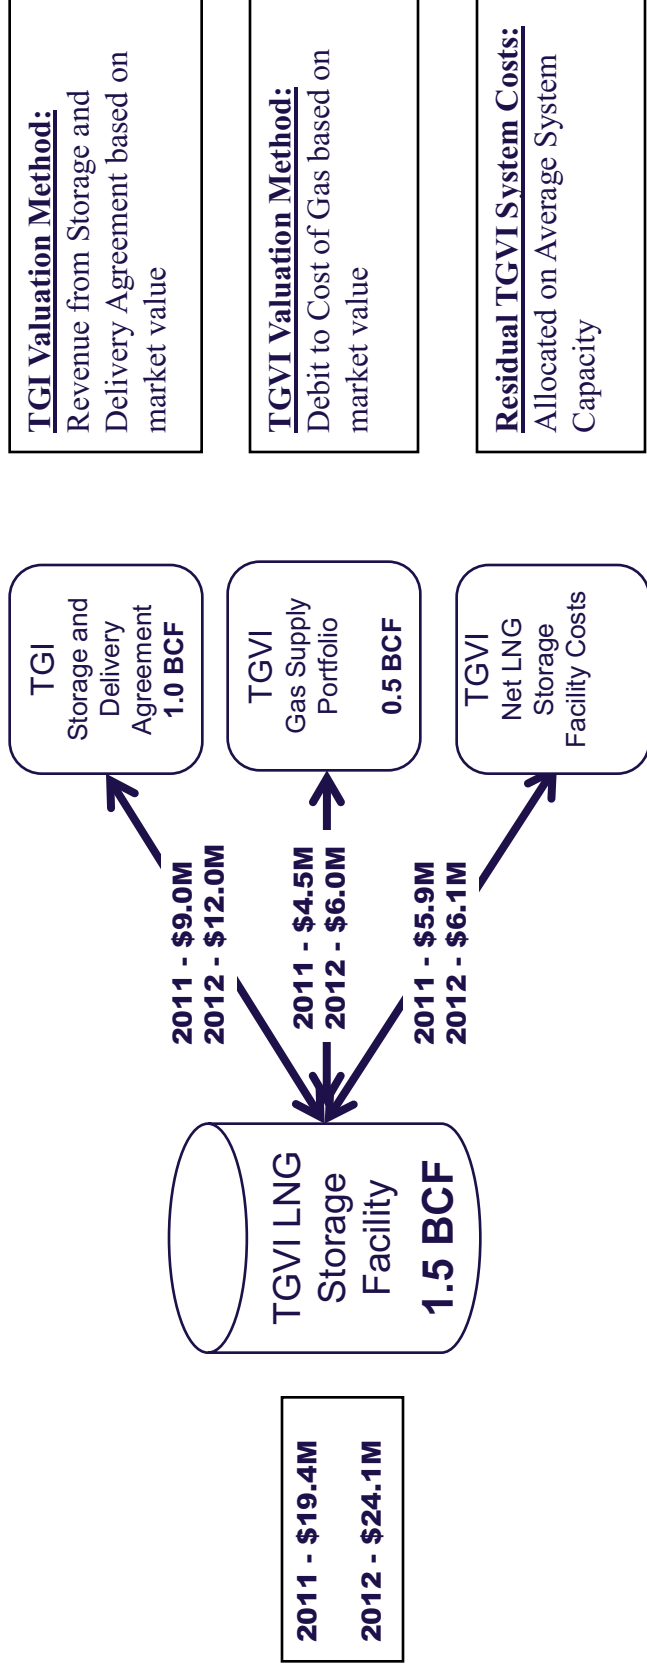 2011 - $19.4M
2012 - $24.1M
TGVI LNG
Storage
Facility
1.5 BCF
2011 - $9.0M
2012 - $12.0M
2011 - $4.5M
2012 - $6.0M
2011 - $5.9M
2012 - $6.1M
TGI
Storage and
Delivery
Agreement
1.0 BCF
TGVI
Gas Supply
Portfolio
0.5 BCF
TGVI
Net LNG
Storage
Facility Costs
TGI Valuation Method:
Revenue from Storage and
Delivery Agreement based on
market value
TGVI Valuation Method:
Debit to Cost of Gas based on
market value
Residual TGVI System Costs:
Allocated on Average System
Capacity